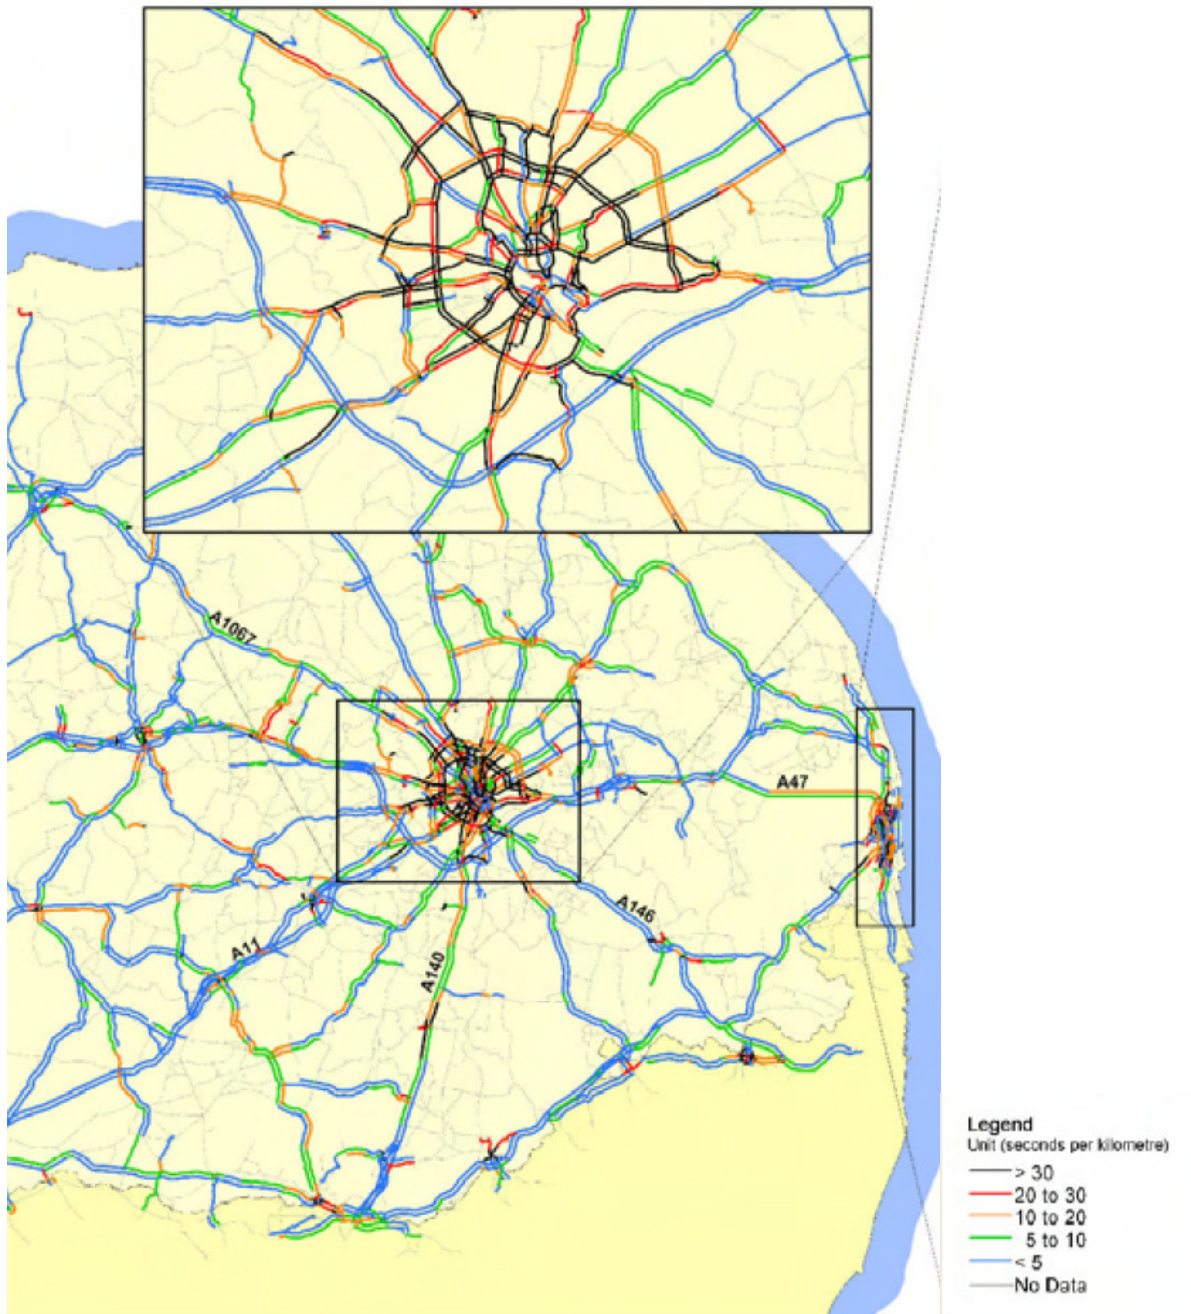 A1067
A47
A146
A11
A140
Legend
Unit (seconds per kilometre)
> 30
20 to 30
10 to 20
5 to 10
< 5
No Data